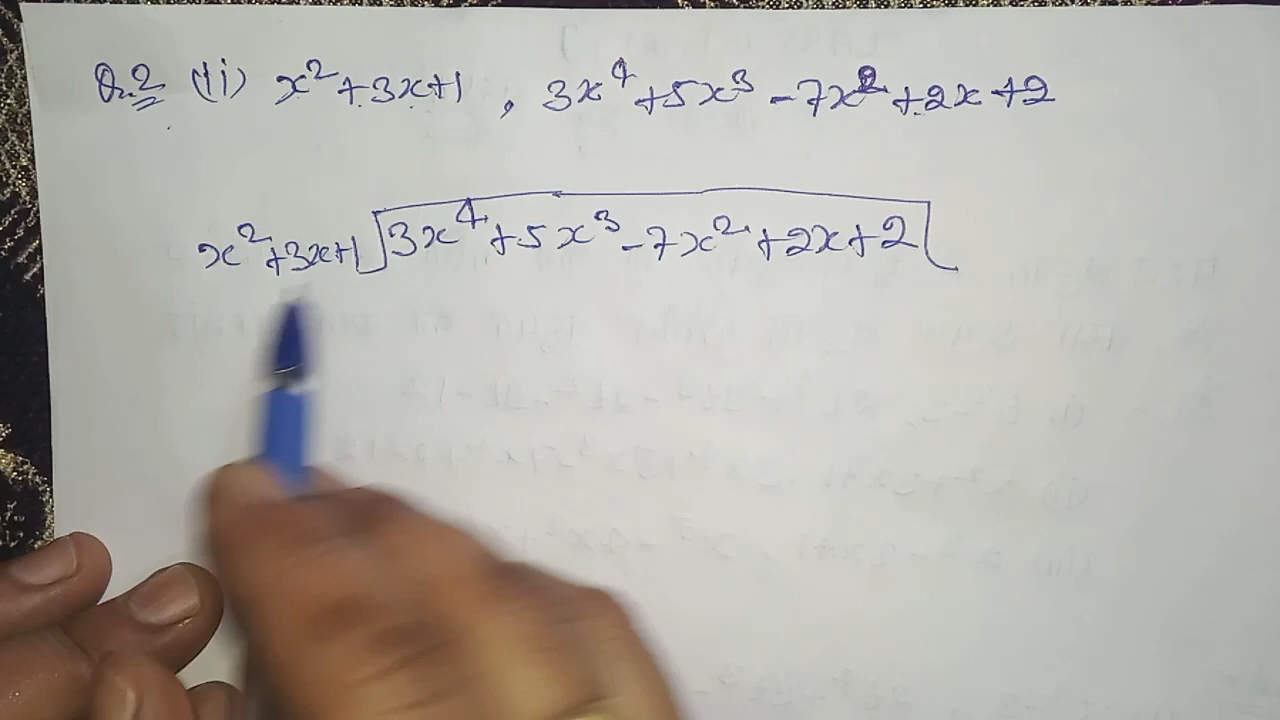 Q.2 (ii) x² + 3x + 1 , 3x⁴ + 5x³ - 7x² + 2x + 2
x² + 3x + 1 ) 3x⁴ + 5x³ - 7x² + 2x + 2 (